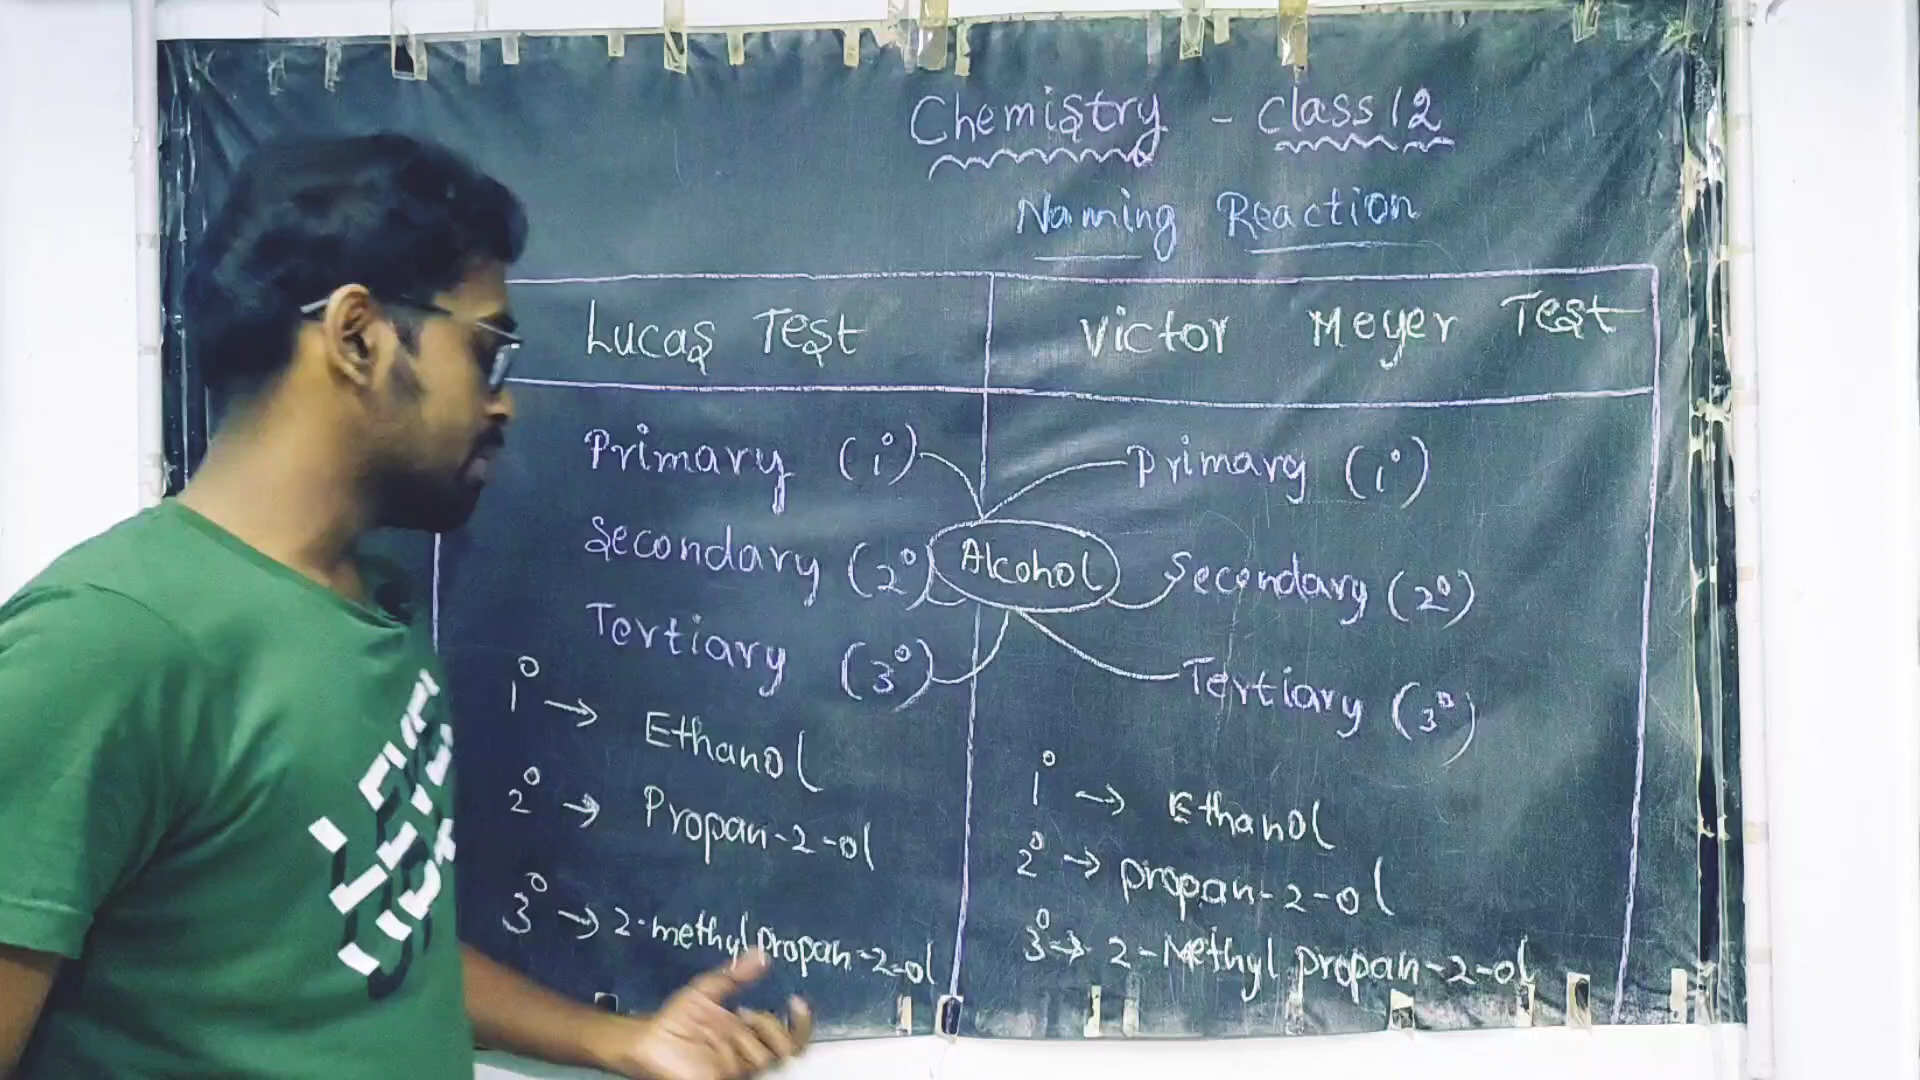 Chemistry - Class 12
Naming Reaction
Lucas Test
Victor Meyer Test
Primary (1°)
Secondary (2°)
Tertiary (3°)
Alcohol
Primary (1°)
Secondary (2°)
Tertiary (3°)
1° → Ethanol
2° → Propan-2-ol
3° → 2-methyl propan-2-ol
1° → Ethanol
2° → propan-2-ol
3° → 2-Methyl propan-2-ol